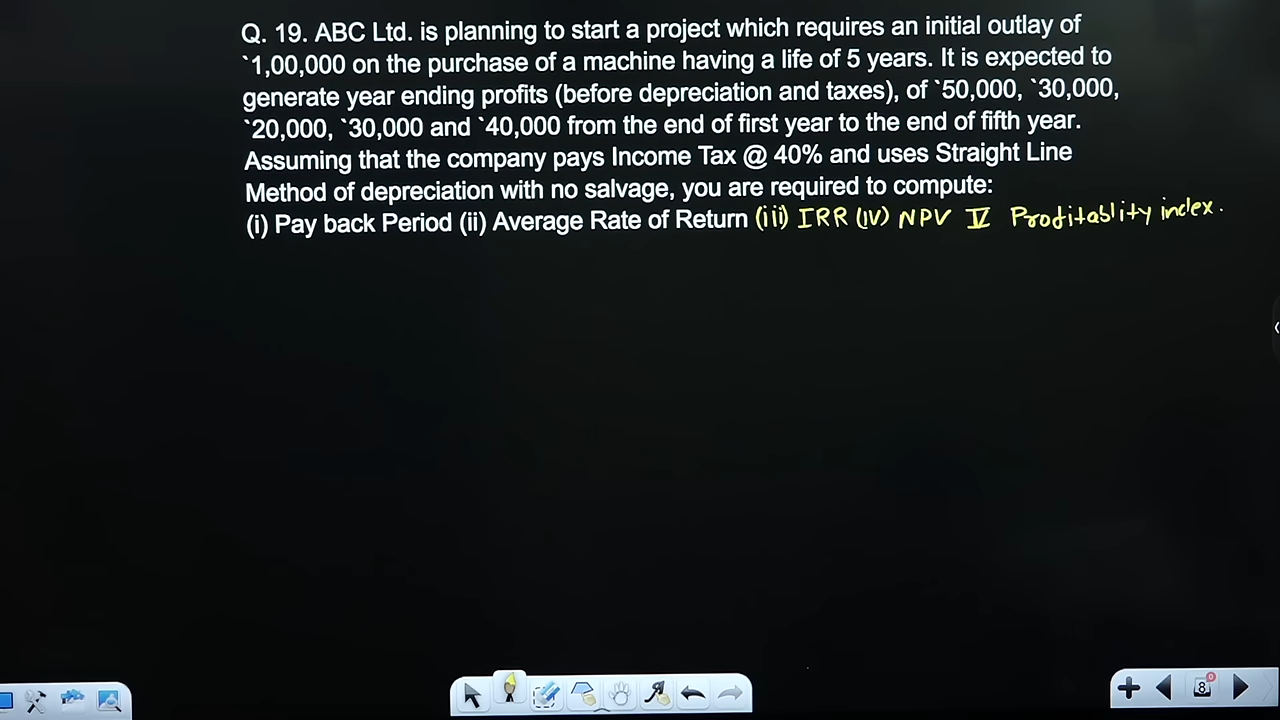 Q. 19. ABC Ltd. is planning to start a project which requires an initial outlay of
`1,00,000 on the purchase of a machine having a life of 5 years. It is expected to
generate year ending profits (before depreciation and taxes), of `50,000, `30,000,
`20,000, `30,000 and `40,000 from the end of first year to the end of fifth year.
Assuming that the company pays Income Tax @ 40% and uses Straight Line
Method of depreciation with no salvage, you are required to compute:
(i) Pay back Period (ii) Average Rate of Return (iii) IRR (IV) NPV V Profitablity index.
8
0